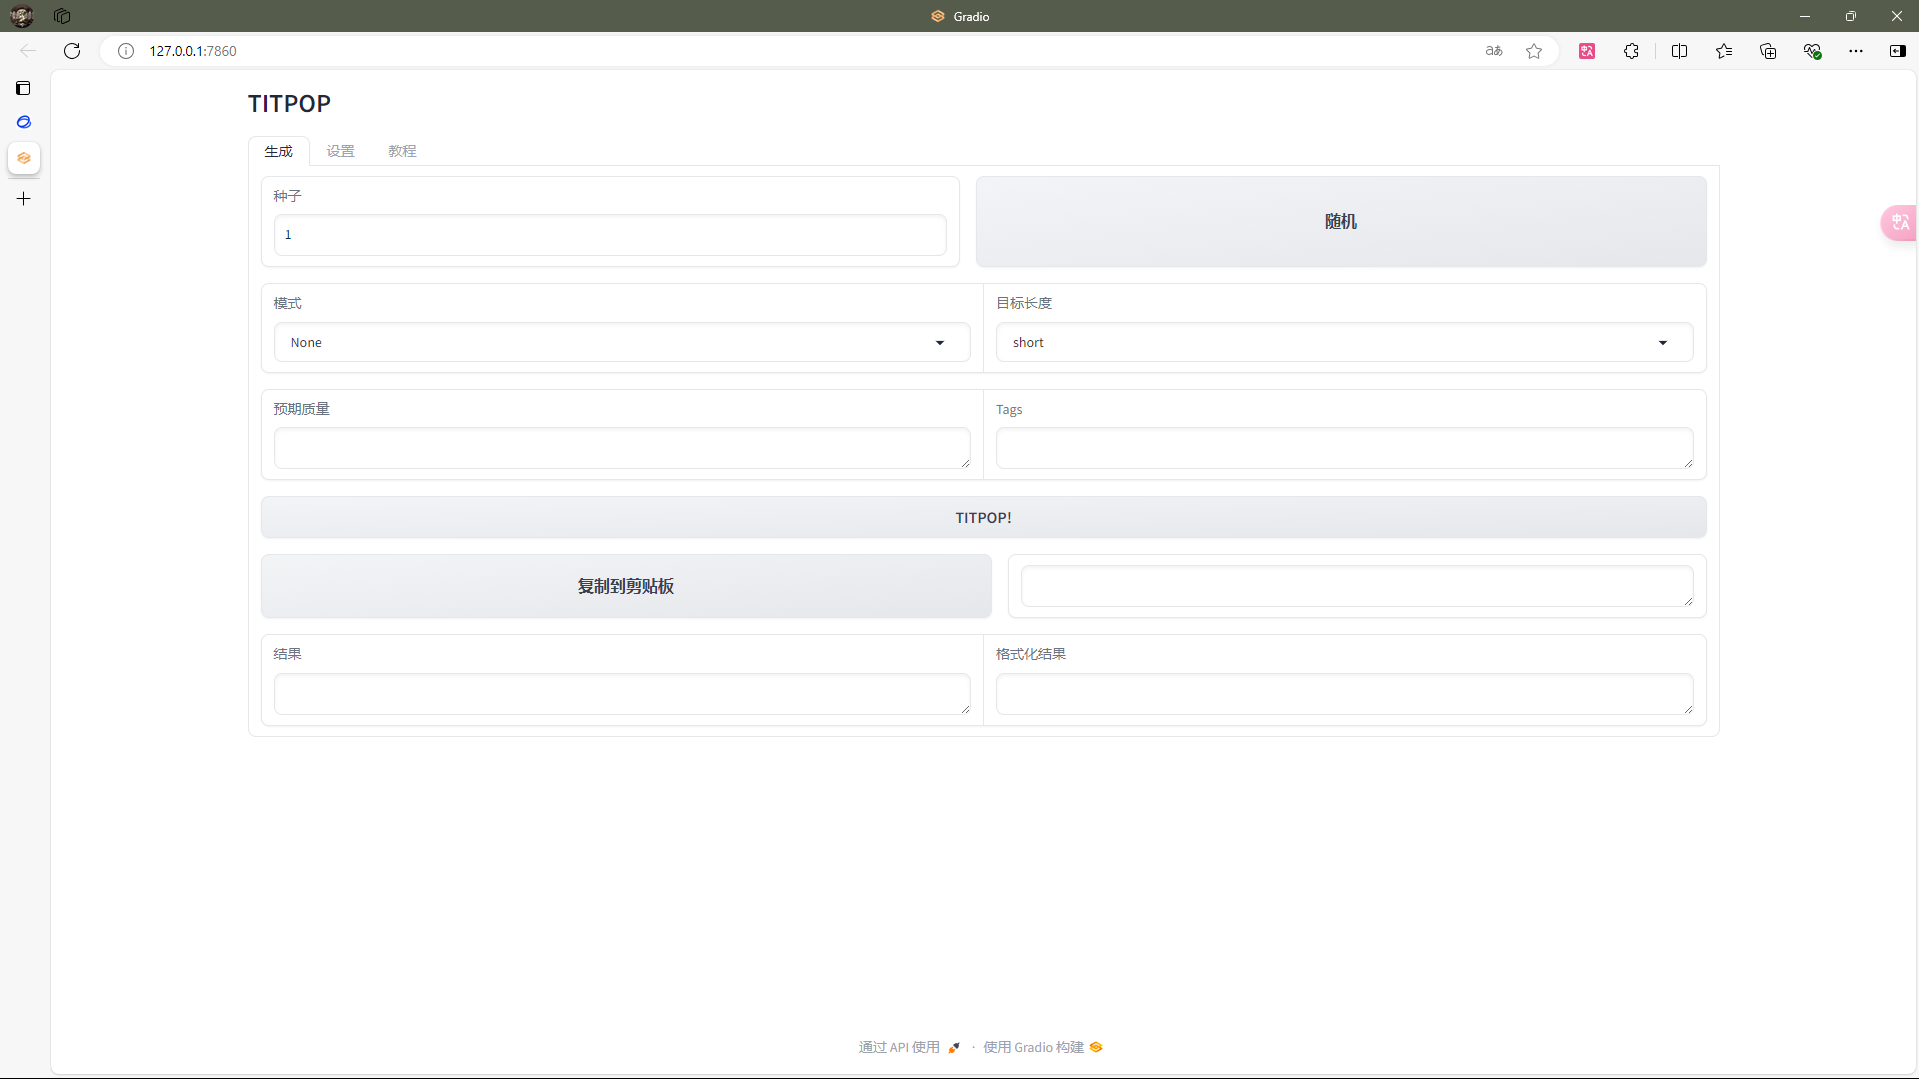 Gradio
127.0.0.1:7860
TITPOP
生成 设置 教程
种子
1
随机
模式
None
目标长度
short
预期质量
Tags
TITPOP!
复制到剪贴板
结果
格式化结果
通过 API 使用 · 使用 Gradio 构建